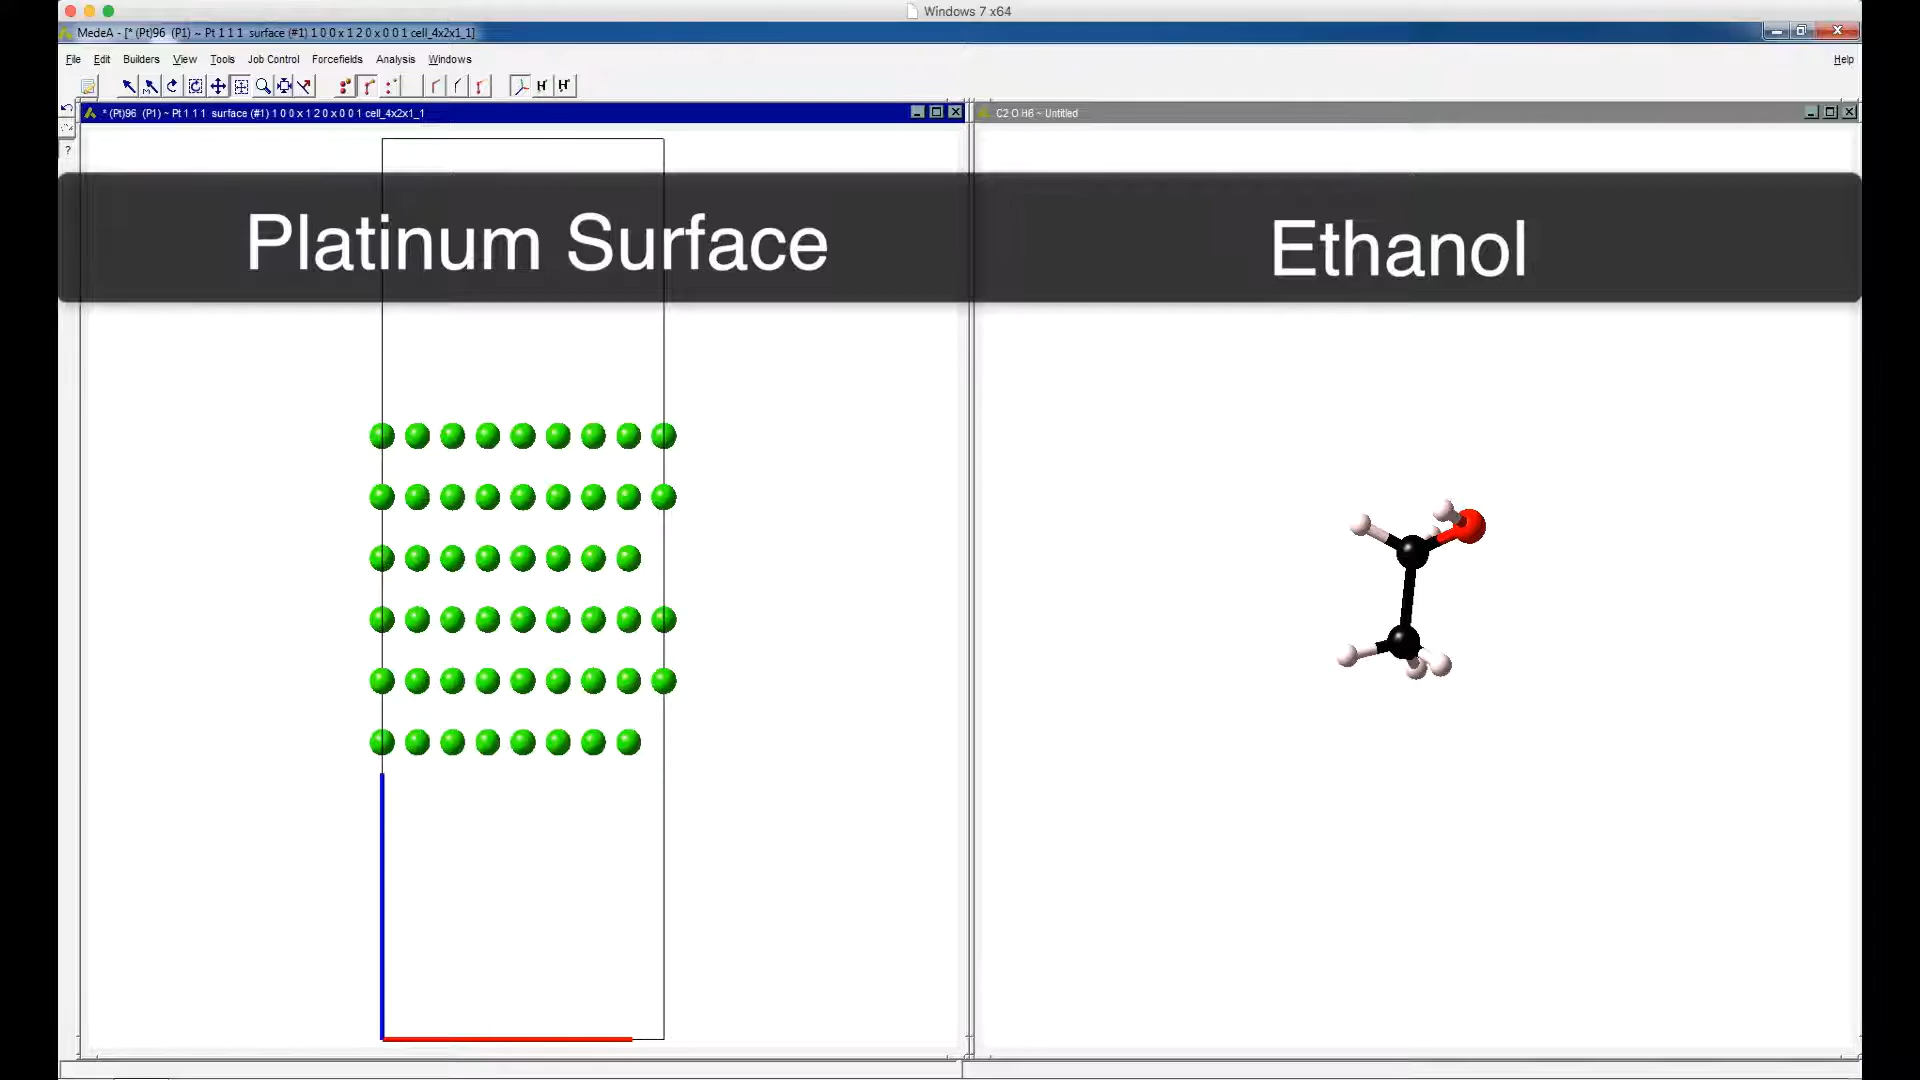 Windows 7 x64
MedeA - [* (Pt)96 (P1) ~ Pt 1 1 1 surface (#1) 1 0 0 x 1 2 0 x 0 0 1 cell_4x2x1_1]
File Edit Builders View Tools Job Control Forcefields Analysis Windows Help
H H
* (Pt)96 (P1) ~ Pt 1 1 1 surface (#1) 1 0 0 x 1 2 0 x 0 0 1 cell_4x2x1_1
C2 O H6 ~ Untitled
?
Platinum Surface
Ethanol